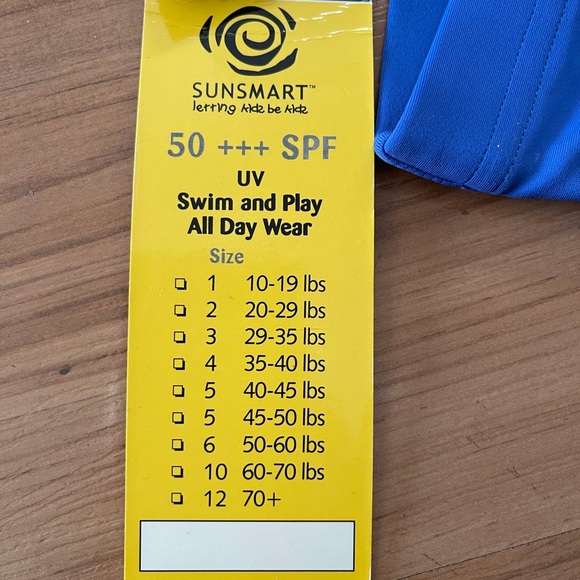 SUNSMART™
letting kids be kids
50 +++ SPF
UV
Swim and Play
All Day Wear
Size
1 10-19 lbs
2 20-29 lbs
3 29-35 lbs
4 35-40 lbs
5 40-45 lbs
5 45-50 lbs
6 50-60 lbs
10 60-70 lbs
12 70+